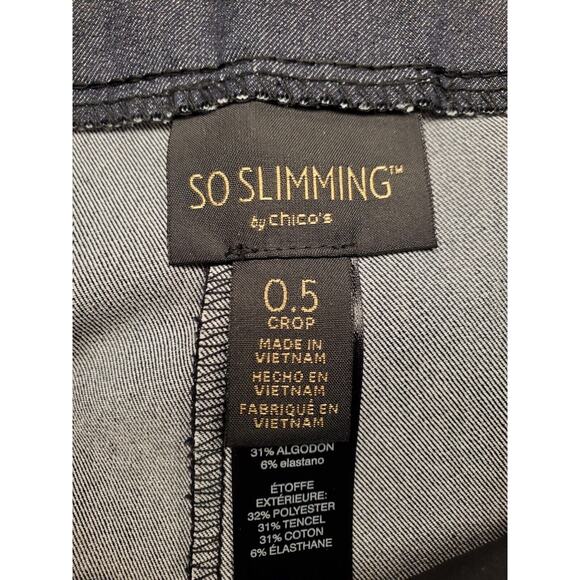 SO SLIMMING™
by chico's
0.5
CROP
MADE IN
VIETNAM
HECHO EN
VIETNAM
FABRIQUÉ EN
VIETNAM
31% ALGODON
6% elastano
ÉTOFFE
EXTÉRIEURE:
32% POLYESTER
31% TENCEL
31% COTON
6% ÉLASTHANE